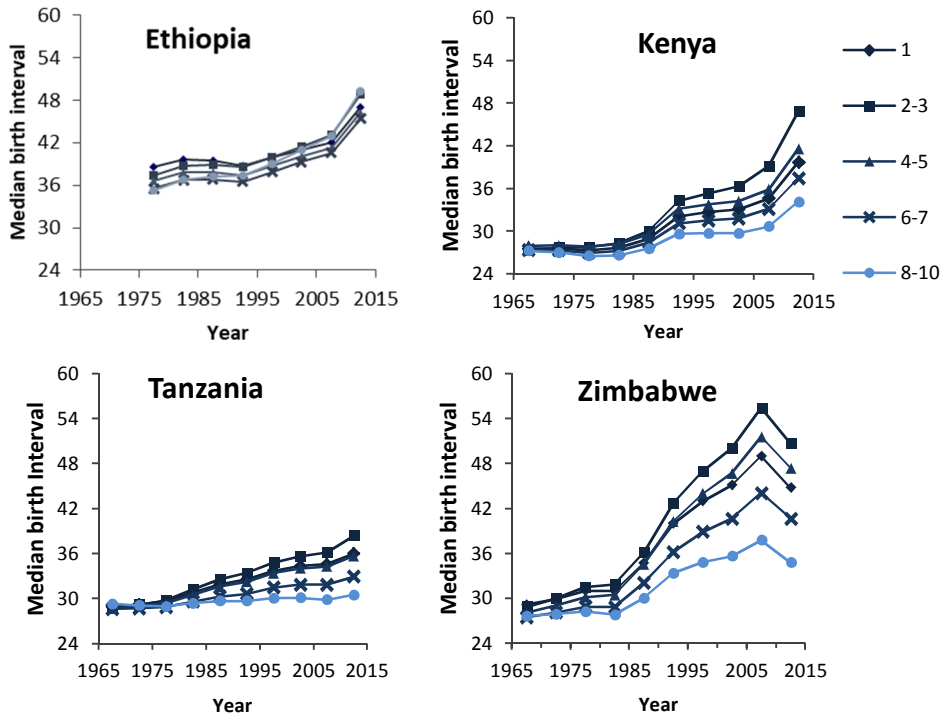 Ethiopia
Median birth interval
60
54
48
42
36
30
24
1965 1975 1985 1995 2005 2015
Year
Kenya
Median birth interval
60
54
48
42
36
30
24
1965 1975 1985 1995 2005 2015
Year
1
2-3
4-5
6-7
8-10
Tanzania
Median birth Interval
60
54
48
42
36
30
24
1965 1975 1985 1995 2005 2015
Year
Zimbabwe
Median birth interval
60
54
48
42
36
30
24
1965 1975 1985 1995 2005 2015
Year